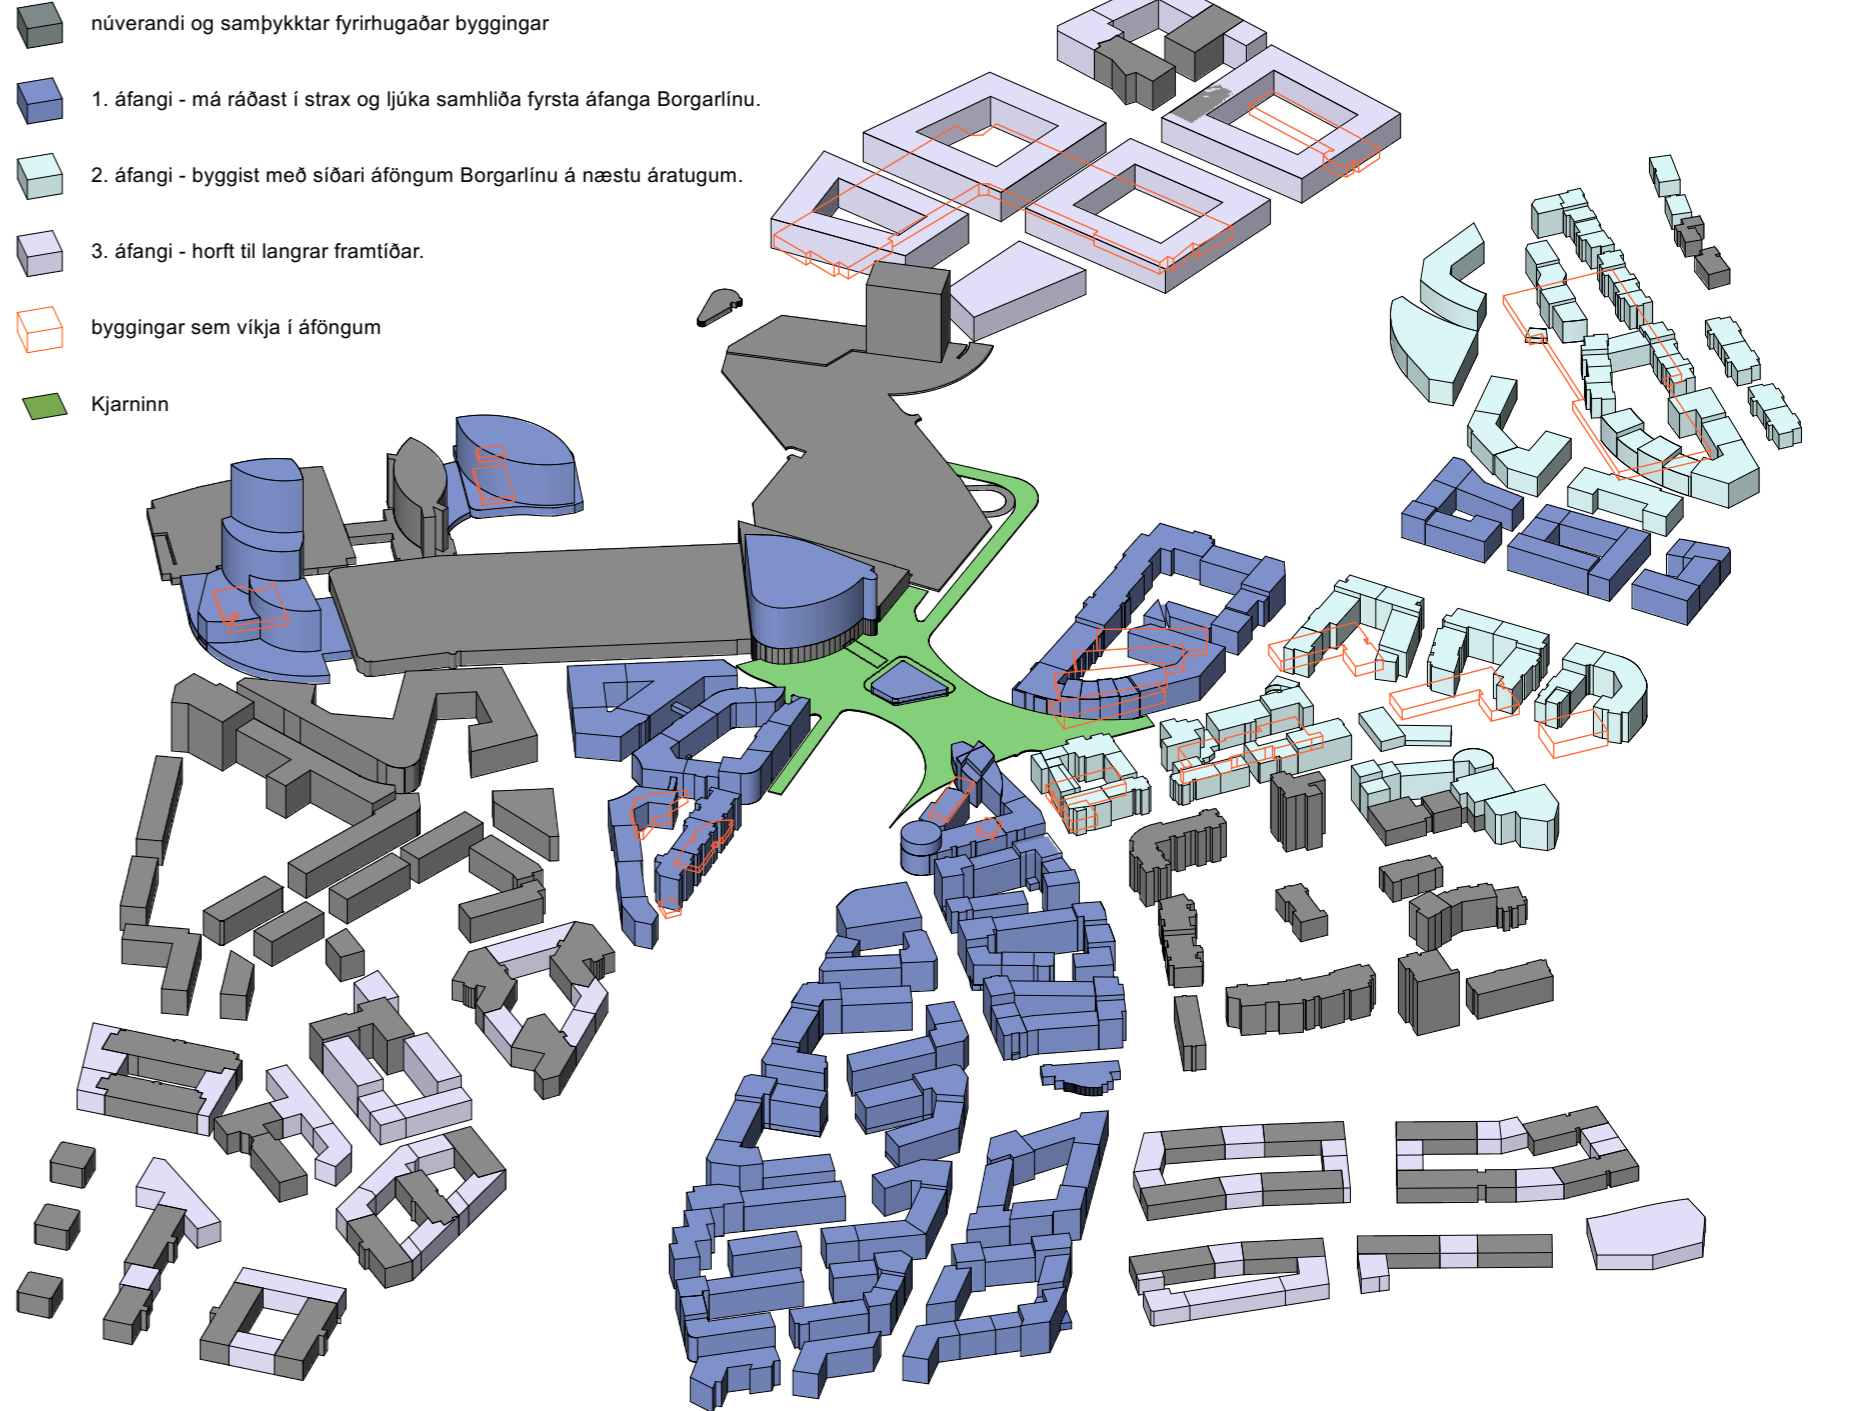 núverandi og samþykktar fyrirhugaðar byggingar
1. áfangi - má ráðast í strax og ljúka samhliða fyrsta áfanga Borgarlínu.
2. áfangi - byggist með síðari áföngum Borgarlínu á næstu áratugum.
3. áfangi - horft til langrar framtíðar.
byggingar sem víkja í áföngum
Kjarninn